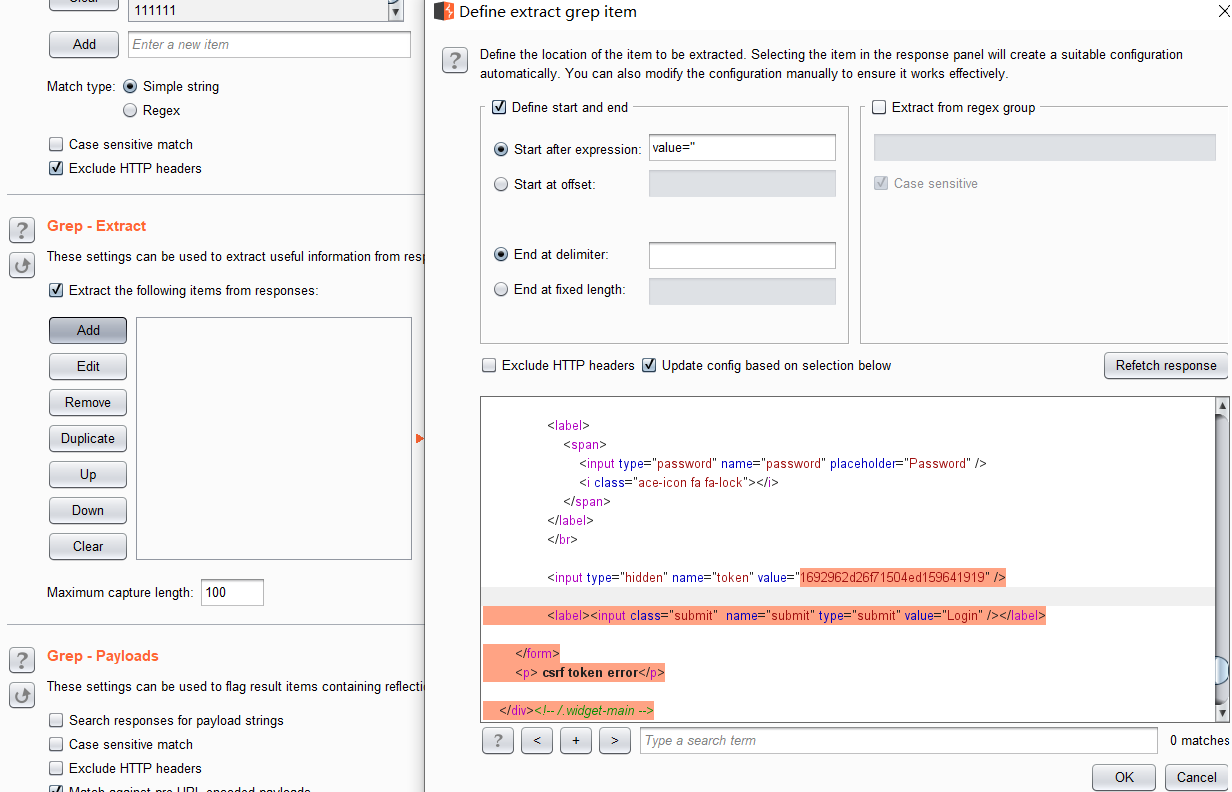 Clear
111111
Add
Enter a new item
Match type:
Simple string
Regex
Case sensitive match
Exclude HTTP headers
?
Grep - Extract
These settings can be used to extract useful information from resp
Extract the following items from responses:
Add
Edit
Remove
Duplicate
Up
Down
Clear
Maximum capture length:
100
?
Grep - Payloads
These settings can be used to flag result items containing reflecti
Search responses for payload strings
Case sensitive match
Exclude HTTP headers
Match against pre-URL-encoded payloads
Define extract grep item
?
Define the location of the item to be extracted. Selecting the item in the response panel will create a suitable configuration
automatically. You can also modify the configuration manually to ensure it works effectively.
Define start and end
Start after expression:
value="
Start at offset:
End at delimiter:
End at fixed length:
Extract from regex group
Case sensitive
Exclude HTTP headers
Update config based on selection below
Refetch response
<label>
<span>
<input type="password" name="password" placeholder="Password" />
<i class="ace-icon fa fa-lock"></i>
</span>
</label>
</br>
<input type="hidden" name="token" value="1692962d26f71504ed159641919" />
<label><input class="submit"  name="submit" type="submit" value="Login" /></label>
</form>
<p> csrf token error</p>
</div><!-- /.widget-main -->
?
<
+
>
Type a search term
0 matches
OK
Cancel